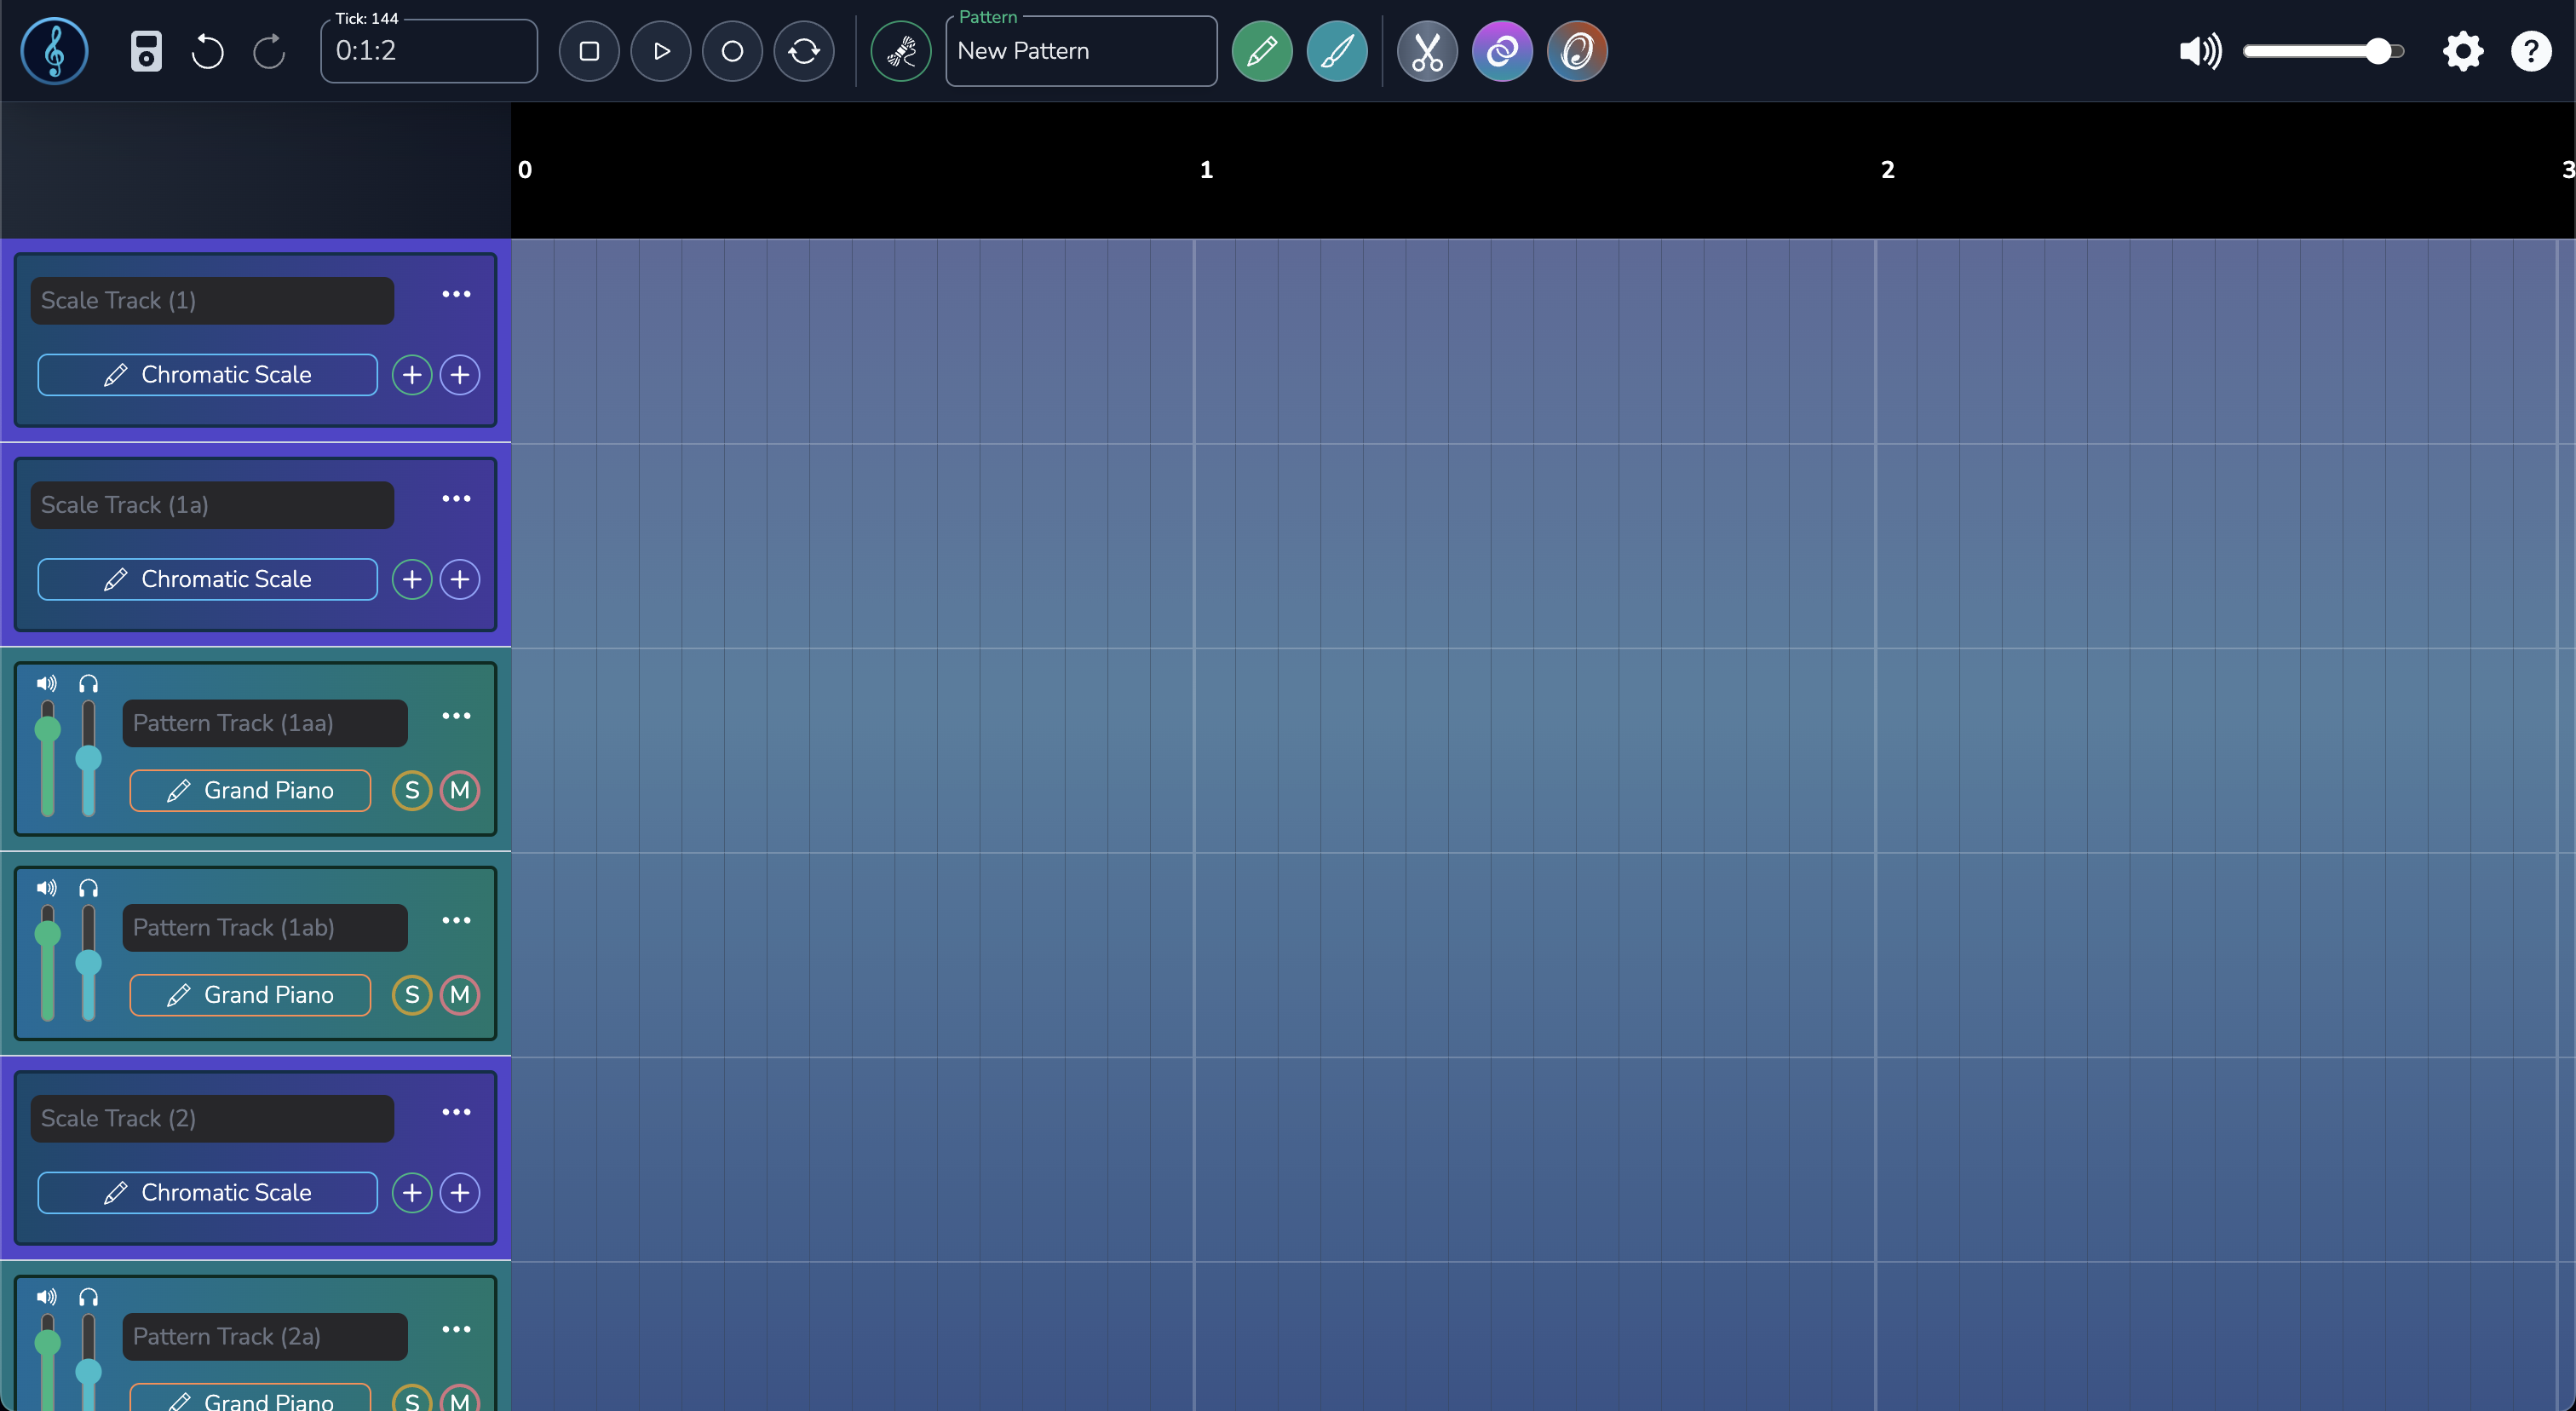 Tick: 144
0:1:2
Pattern
New Pattern
?
0 1 2 3
Scale Track (1)
Chromatic Scale
Scale Track (1a)
Chromatic Scale
Pattern Track (1aa)
Grand Piano S M
Pattern Track (1ab)
Grand Piano S M
Scale Track (2)
Chromatic Scale
Pattern Track (2a)
Grand Piano S M